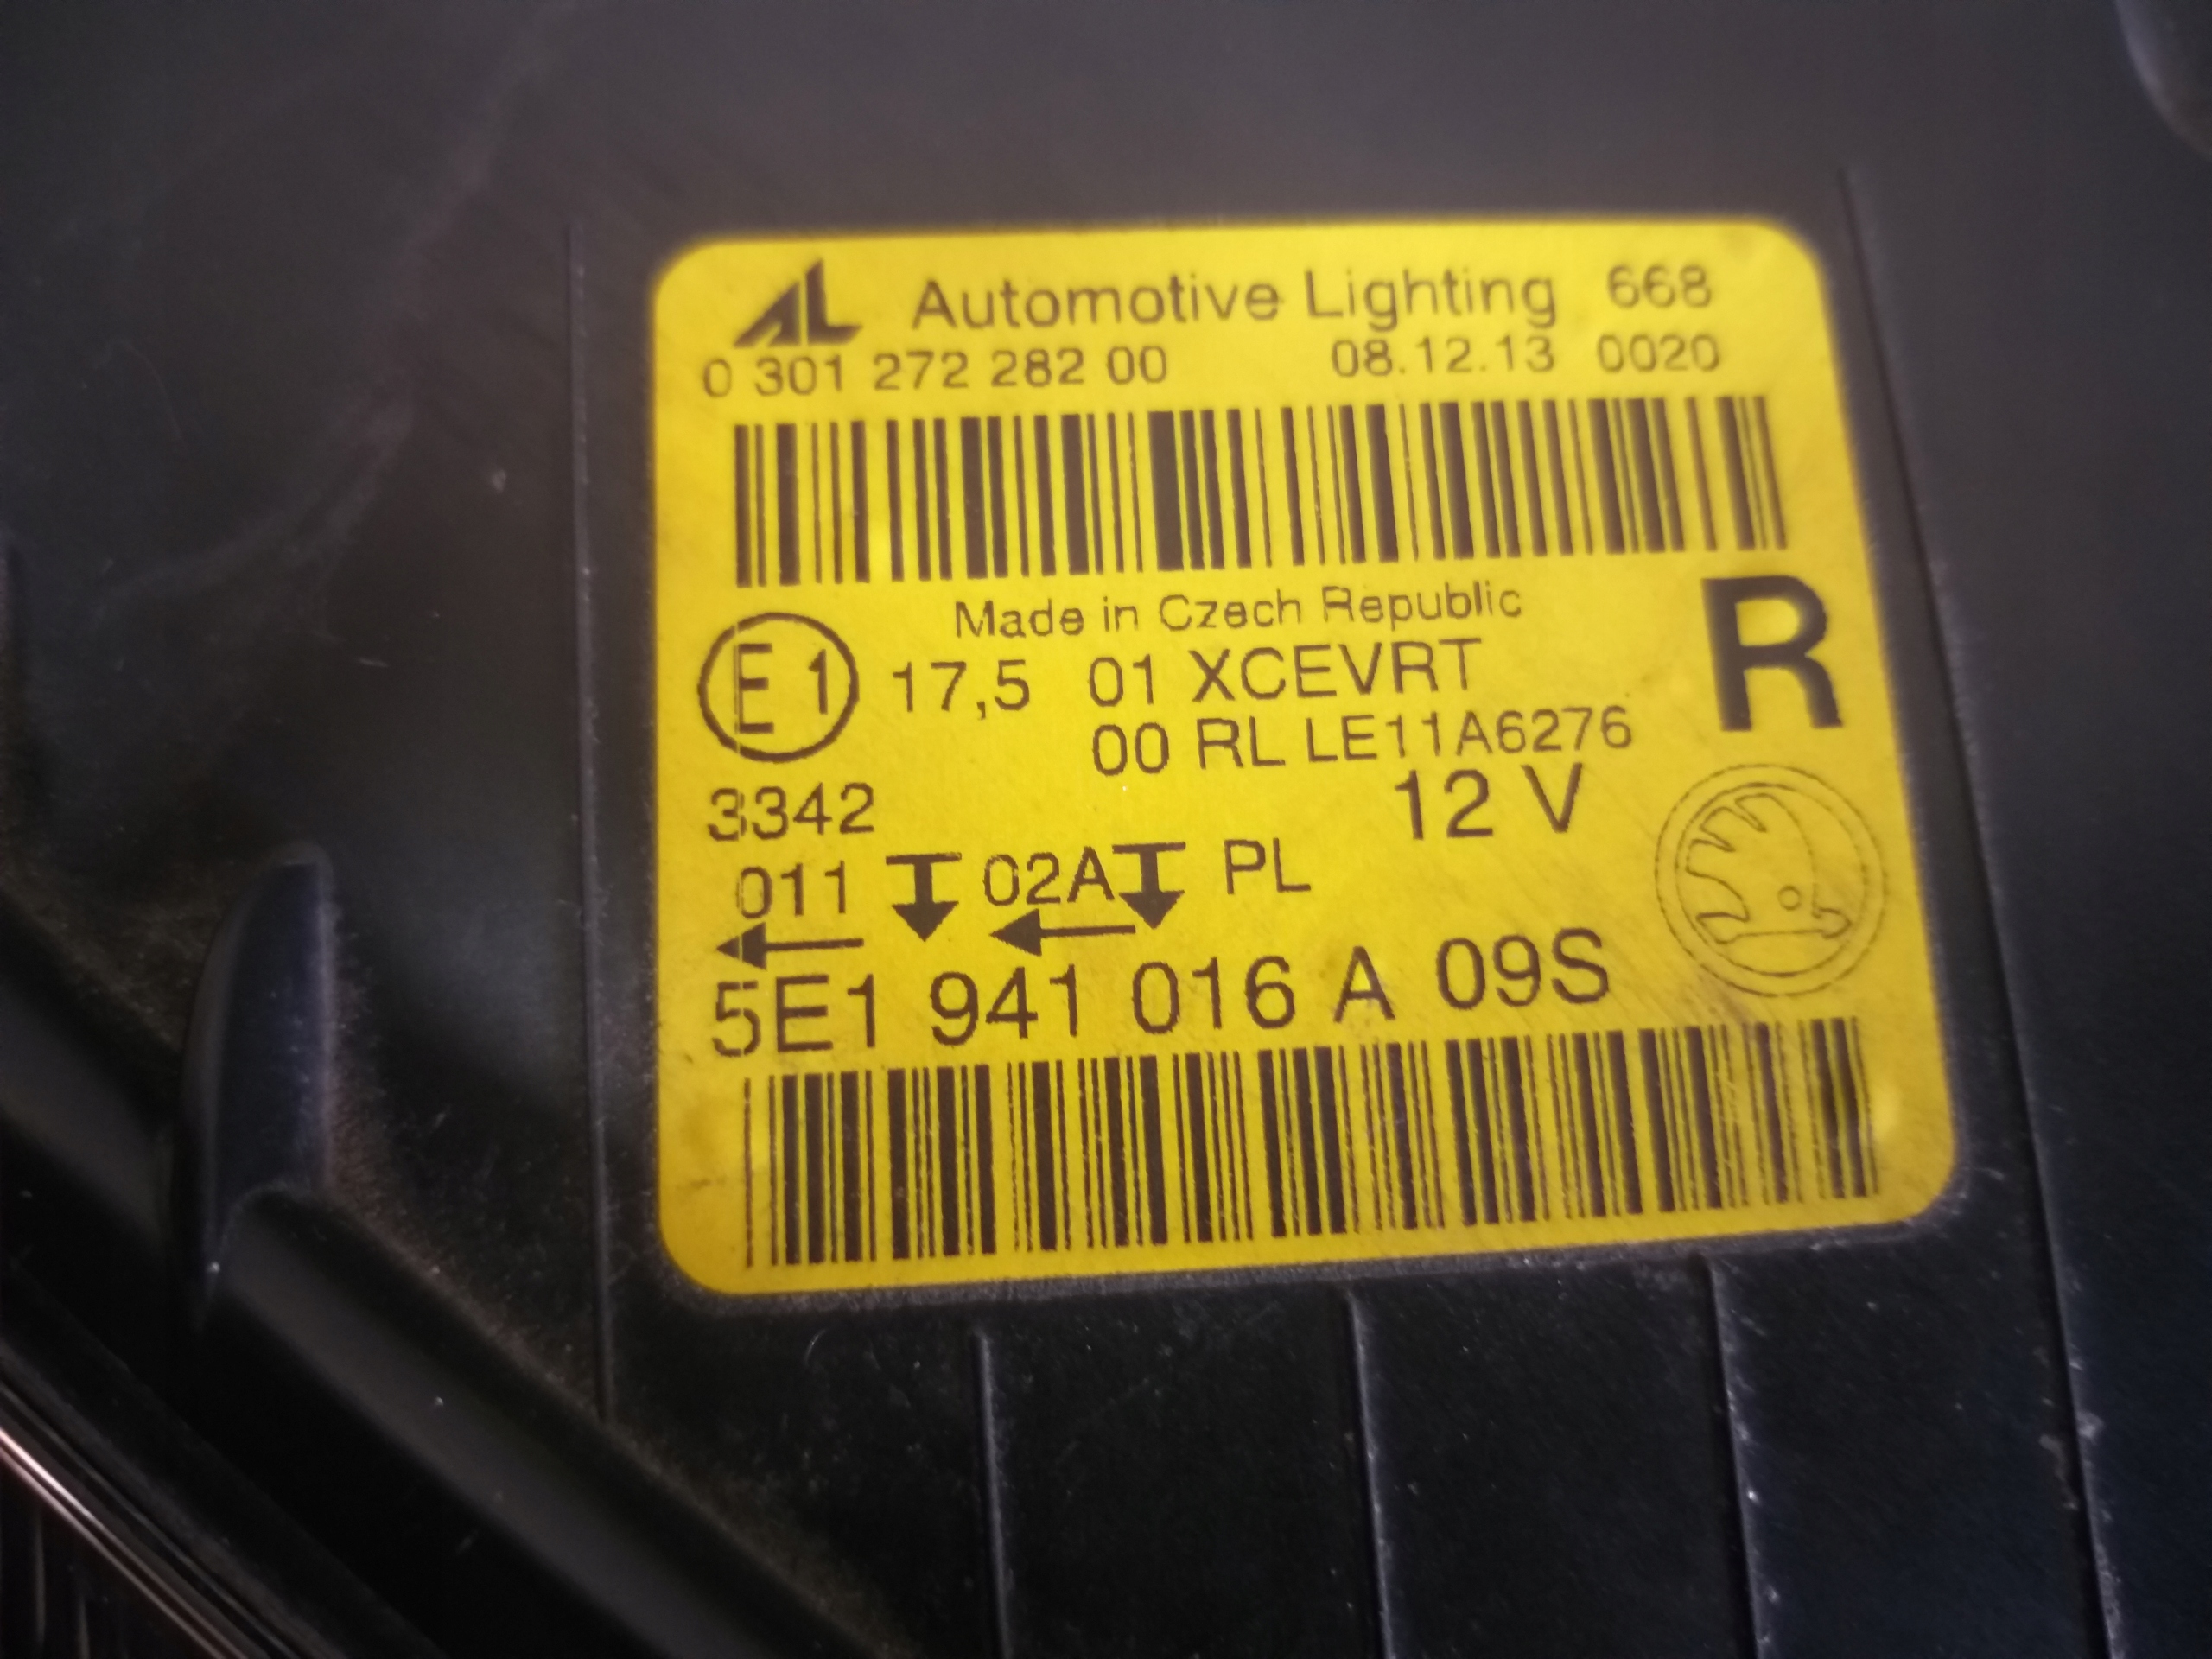 AL Automotive Lighting 668
0 301 272 282 00 08.12.13 0020
Made in Czech Republic
E1 17,5 01 XCEVRT R
00 RL LE11A6276
3342 12 V
011 02A PL
5E1 941 016 A 09S